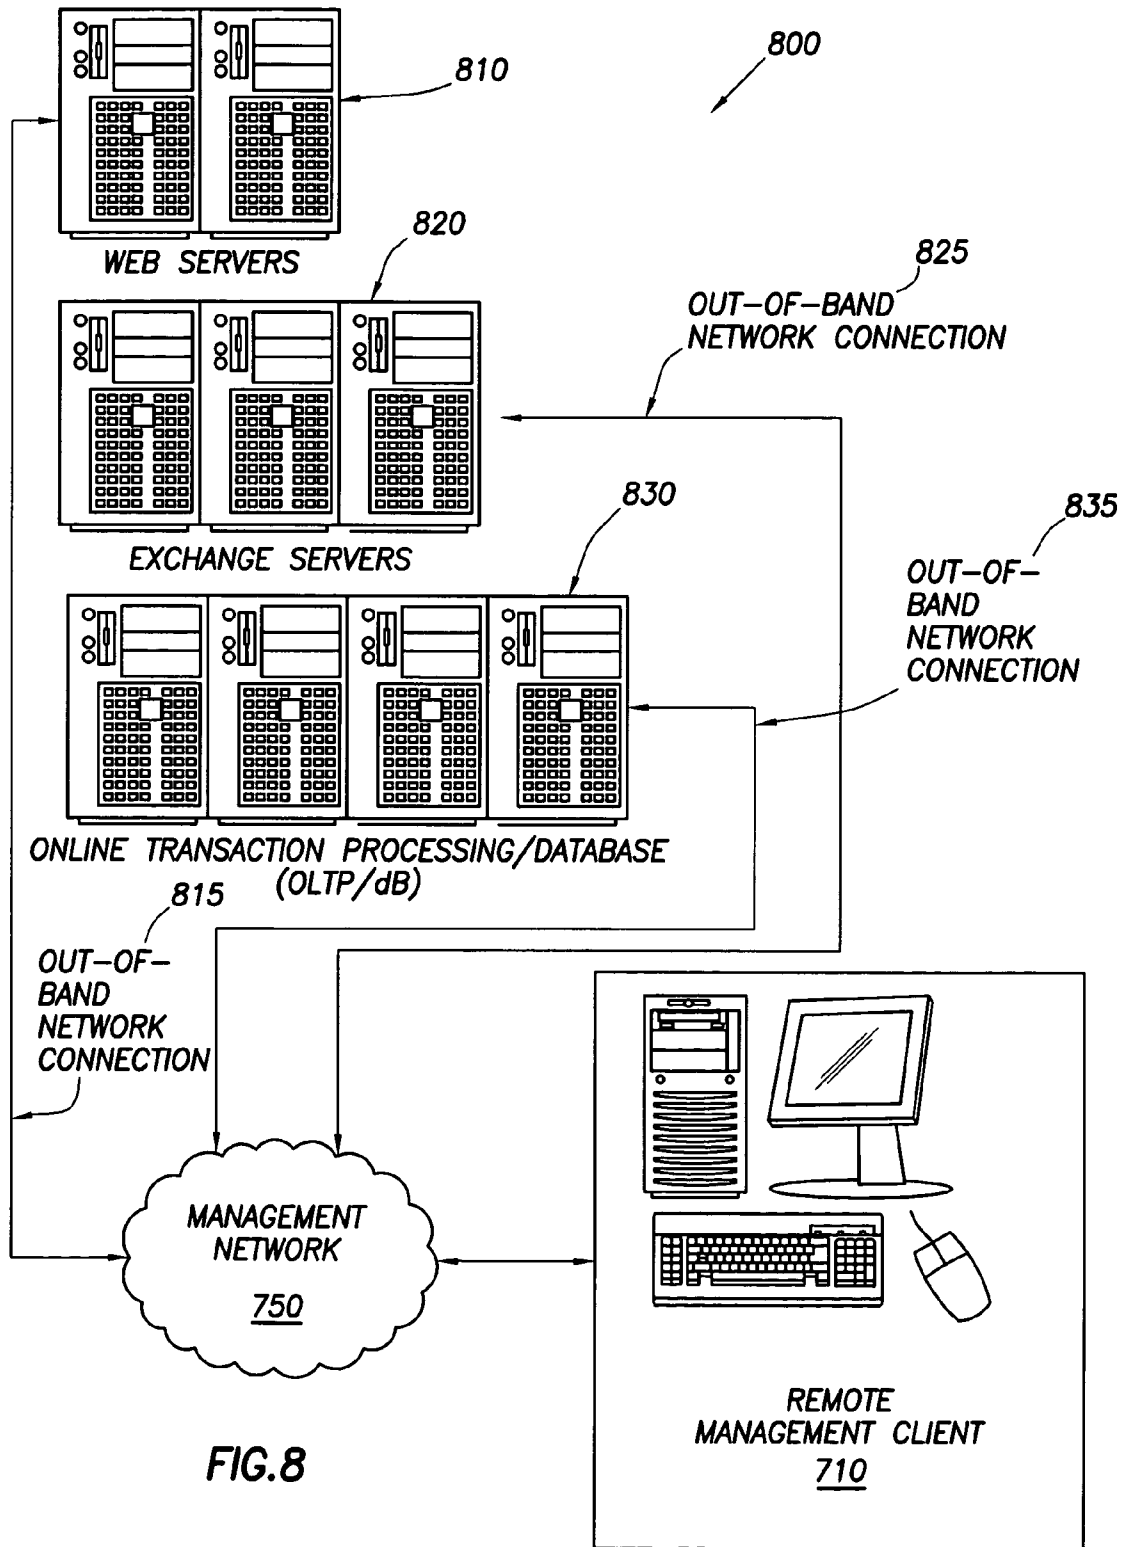 800
810
WEB SERVERS
820
825
OUT-OF-BAND
NETWORK CONNECTION
EXCHANGE SERVERS
830
835
OUT-OF-
BAND
NETWORK
CONNECTION
ONLINE TRANSACTION PROCESSING/DATABASE
(OLTP/dB)
815
OUT-OF-
BAND
NETWORK
CONNECTION
MANAGEMENT
NETWORK
750
REMOTE
MANAGEMENT CLIENT
710
FIG.8